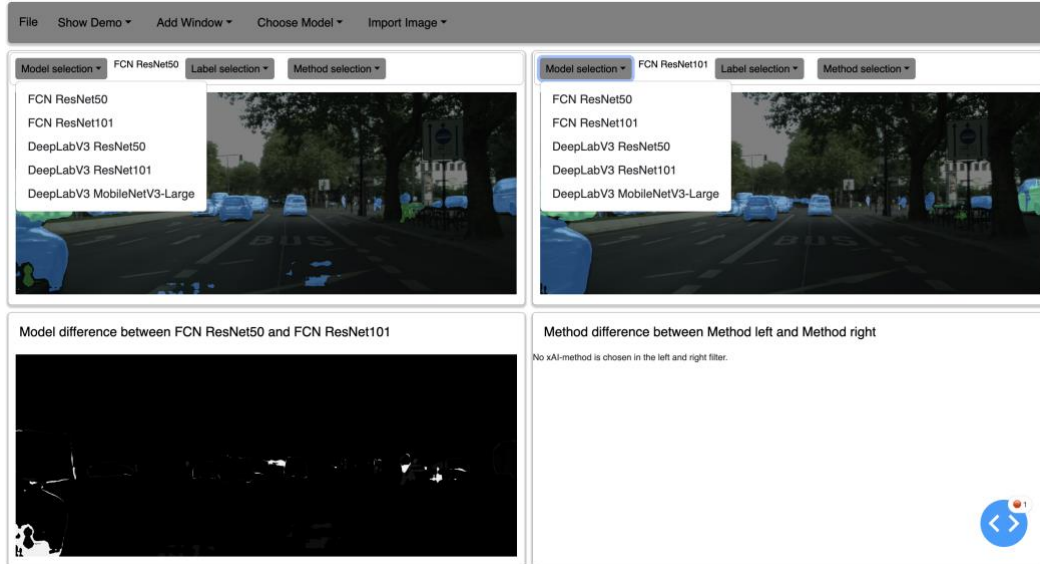 File Show Demo Add Window Choose Model Import Image
Model selection FCN ResNet50 Label selection Method selection
FCN ResNet50
FCN ResNet101
DeepLabV3 ResNet50
DeepLabV3 ResNet101
DeepLabV3 MobileNetV3-Large
BUS
Model selection FCN ResNet101 Label selection Method selection
FCN ResNet50
FCN ResNet101
DeepLabV3 ResNet50
DeepLabV3 ResNet101
DeepLabV3 MobileNetV3-Large
BUS
Model difference between FCN ResNet50 and FCN ResNet101
Method difference between Method left and Method right
No xAI-method is chosen in the left and right filter.
1